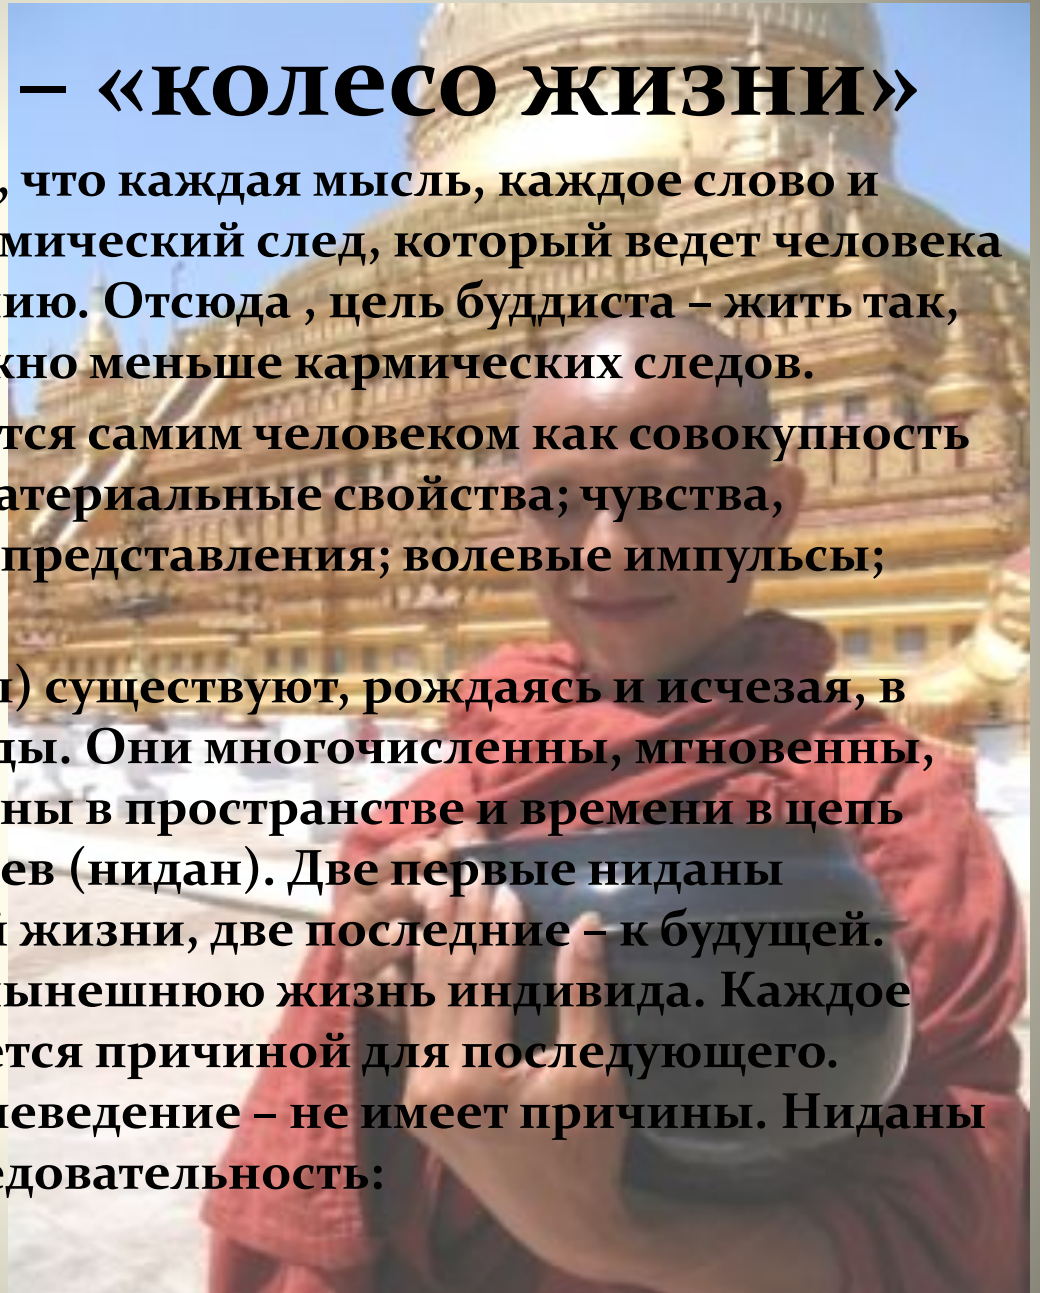 – «колесо жизни»
, что каждая мысль, каждое слово и
мический след, который ведет человека
ию. Отсюда , цель буддиста – жить так,
жно меньше кармических следов.
тся самим человеком как совокупность
атериальные свойства; чувства,
представления; волевые импульсы;
) существуют, рождаясь и исчезая, в
ды. Они многочисленны, мгновенны,
ны в пространстве и времени в цепь
ев (нидан). Две первые ниданы
жизни, две последние – к будущей.
нынешнюю жизнь индивида. Каждое
ется причиной для последующего.
неведение – не имеет причины. Ниданы
едовательность: